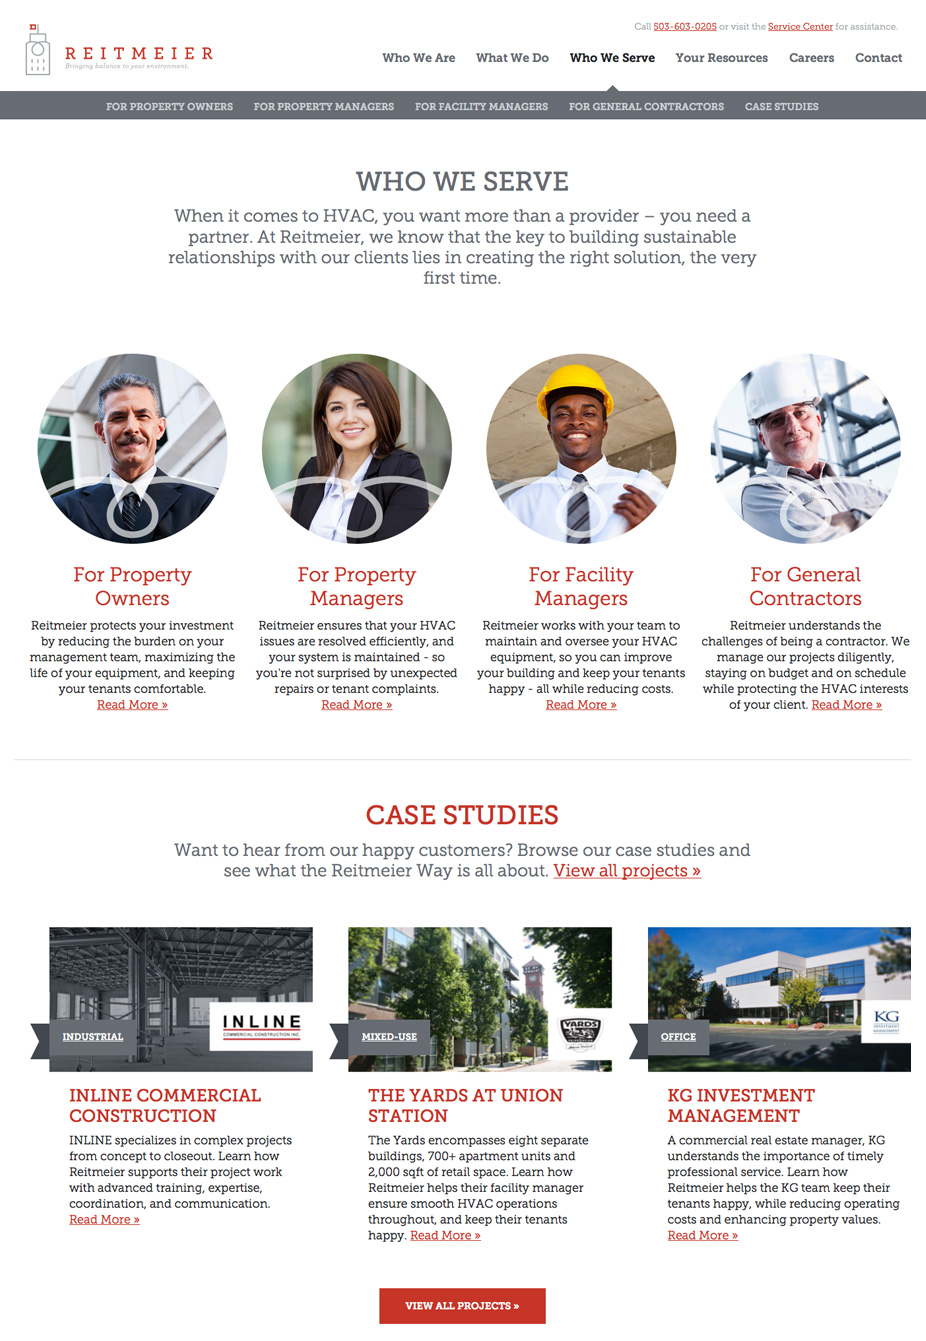 Call 503-603-0205 or visit the Service Center for assistance.
REITMEIER
Bringing balance to your environment.
Who We Are What We Do Who We Serve Your Resources Careers Contact
FOR PROPERTY OWNERS FOR PROPERTY MANAGERS FOR FACILITY MANAGERS FOR GENERAL CONTRACTORS CASE STUDIES
WHO WE SERVE
When it comes to HVAC, you want more than a provider – you need a
partner. At Reitmeier, we know that the key to building sustainable
relationships with our clients lies in creating the right solution, the very
first time.
For Property
Owners
Reitmeier protects your investment
by reducing the burden on your
management team, maximizing the
life of your equipment, and keeping
your tenants comfortable.
Read More »
For Property
Managers
Reitmeier ensures that your HVAC
issues are resolved efficiently, and
your system is maintained - so
you're not surprised by unexpected
repairs or tenant complaints.
Read More »
For Facility
Managers
Reitmeier works with your team to
maintain and oversee your HVAC
equipment, so you can improve
your building and keep your tenants
happy - all while reducing costs.
Read More »
For General
Contractors
Reitmeier understands the
challenges of being a contractor. We
manage our projects diligently,
staying on budget and on schedule
while protecting the HVAC interests
of your client. Read More »
CASE STUDIES
Want to hear from our happy customers? Browse our case studies and
see what the Reitmeier Way is all about. View all projects »
INLINE
COMMERCIAL CONSTRUCTION INC.
INDUSTRIAL
INLINE COMMERCIAL
CONSTRUCTION
INLINE specializes in complex projects
from concept to closeout. Learn how
Reitmeier supports their project work
with advanced training, expertise,
coordination, and communication.
Read More »
YARDS
MIXED-USE
THE YARDS AT UNION
STATION
The Yards encompasses eight separate
buildings, 700+ apartment units and
2,000 sqft of retail space. Learn how
Reitmeier helps their facility manager
ensure smooth HVAC operations
throughout, and keep their tenants
happy. Read More »
KG
INVESTMENT
MANAGEMENT
OFFICE
KG INVESTMENT
MANAGEMENT
A commercial real estate manager, KG
understands the importance of timely
professional service. Learn how
Reitmeier helps the KG team keep their
tenants happy, while reducing operating
costs and enhancing property values.
Read More »
VIEW ALL PROJECTS »